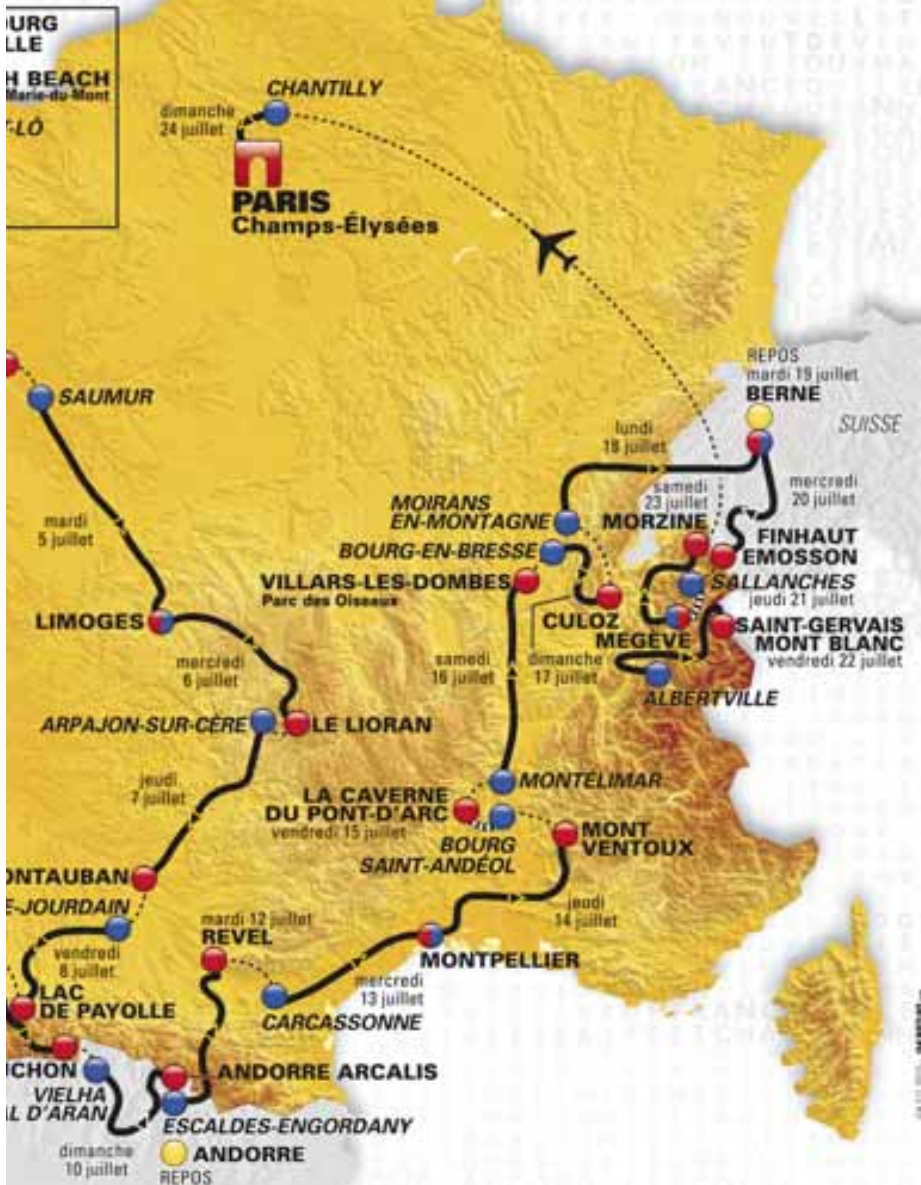 OURG
LLE
H BEACH
Marie-du-Mont
T-LÔ
CHANTILLY
dimanche
24 juillet
PARIS
Champs-Élysées
SAUMUR
REPOS
mardi 19 juillet
BERNE
SUISSE
lundi
18 juillet
mercredi
20 juillet
samedi
23 juillet
MOIRANS
EN-MONTAGNE
MORZINE
mardi
5 juillet
BOURG-EN-BRESSE
FINHAUT
EMOSSON
VILLARS-LES-DOMBES
Parc des Oiseaux
SALLANCHES
jeudi 21 juillet
LIMOGES
CULOZ
MEGÈVE
SAINT-GERVAIS
MONT BLANC
vendredi 22 juillet
mercredi
6 juillet
samedi
16 juillet
dimanche
17 juillet
ALBERTVILLE
ARPAJON-SUR-CÈRE
LE LIORAN
jeudi
7 juillet
MONTÉLIMAR
LA CAVERNE
DU PONT-D'ARC
vendredi 15 juillet
BOURG
SAINT-ANDÉOL
MONT
VENTOUX
ONTAUBAN
E-JOURDAIN
jeudi
14 juillet
mardi 12 juillet
REVEL
vendredi
8 juillet
MONTPELLIER
mercredi
13 juillet
LAC
DE PAYOLLE
CARCASSONNE
UCHON
ANDORRE ARCALIS
VIELHA
AL D'ARAN
ESCALDES-ENGORDANY
dimanche
10 juillet
ANDORRE
REPOS